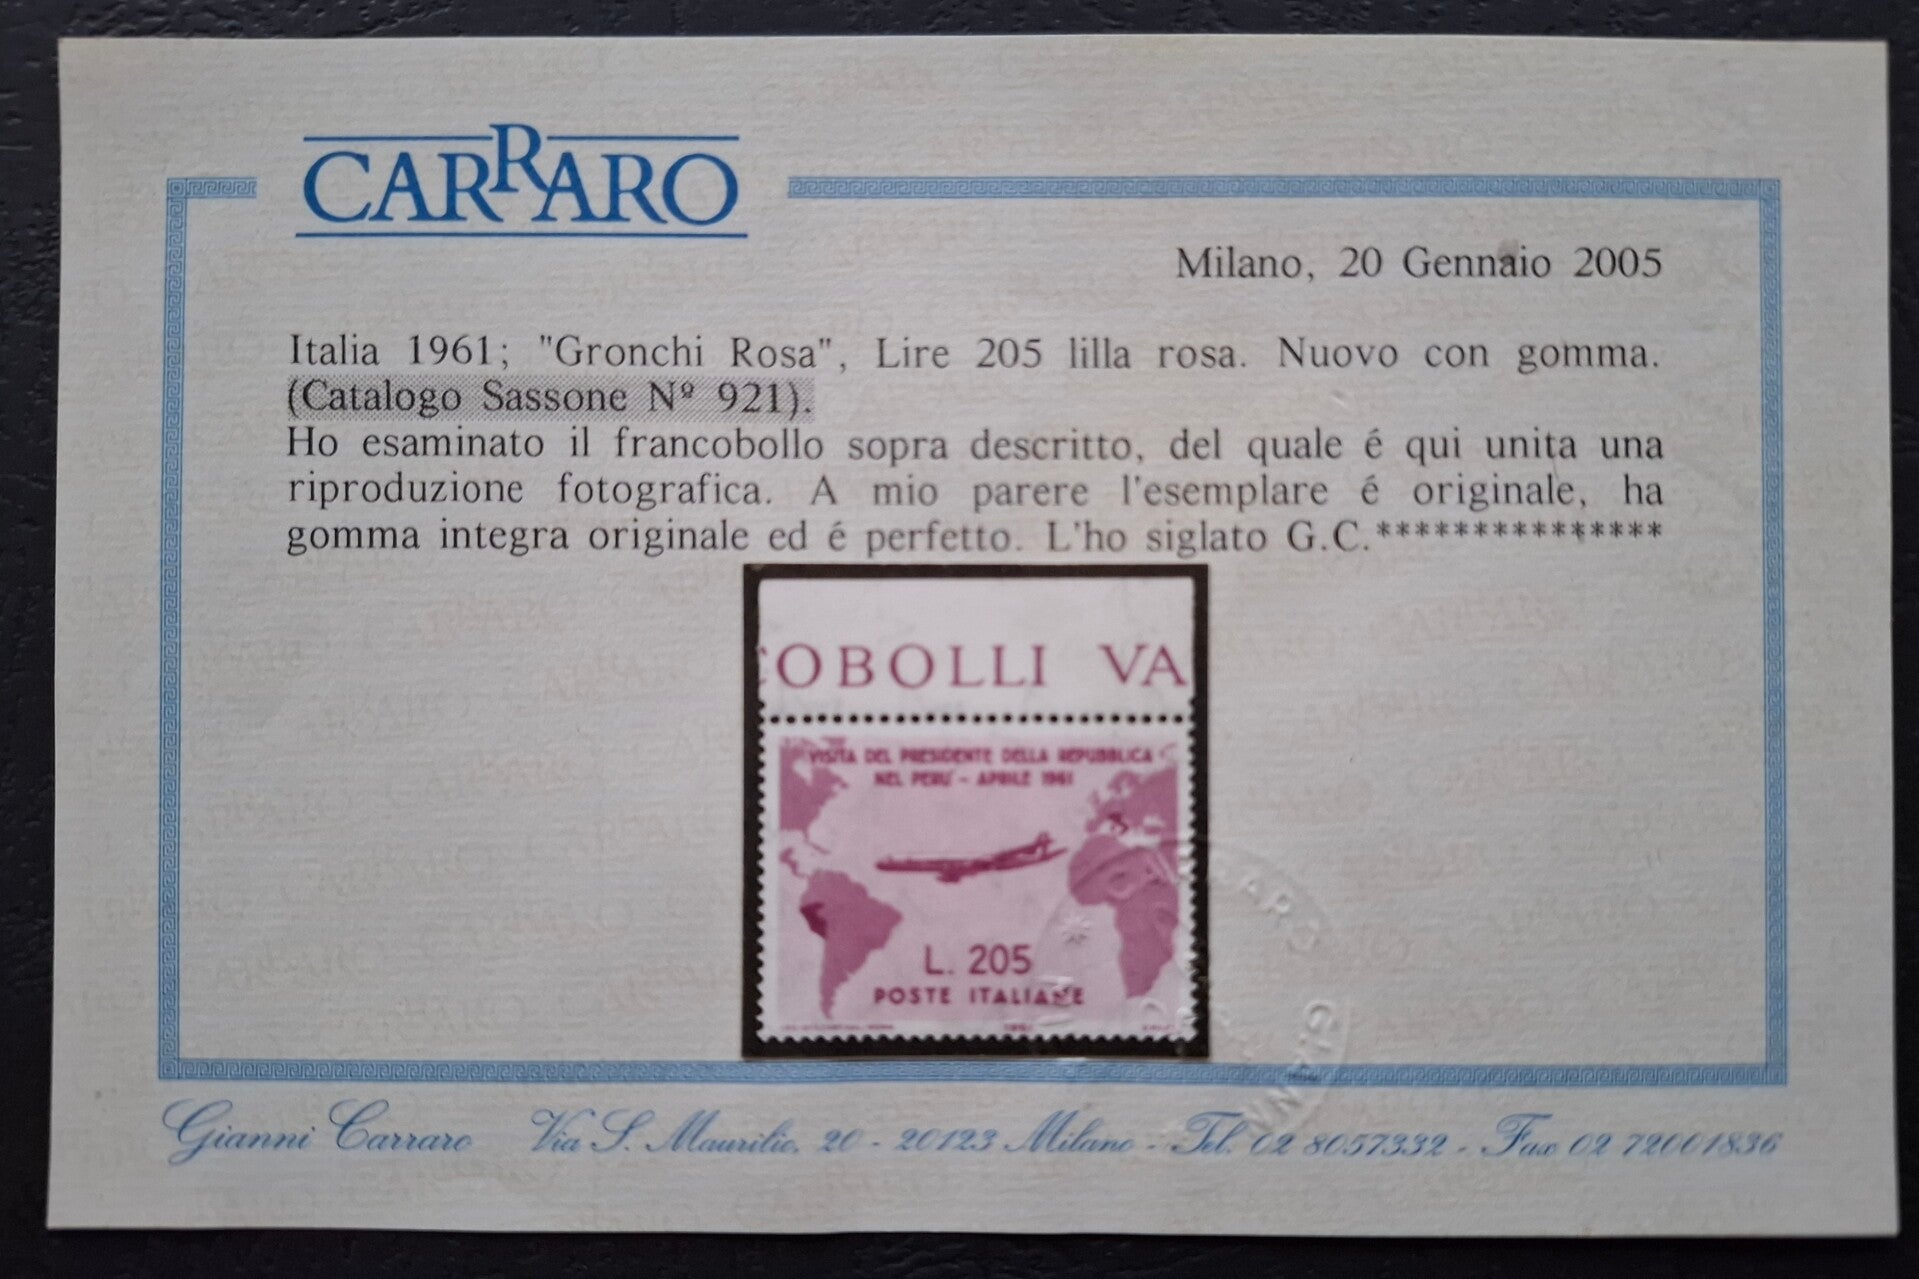 CARRARO
Milano, 20 Gennaio 2005
Italia 1961; "Gronchi Rosa", Lire 205 lilla rosa. Nuovo con gomma.
(Catalogo Sassone Nº 921).
Ho esaminato il francobollo sopra descritto, del quale é qui unita una
riproduzione fotografica. A mio parere l'esemplare é originale, ha
gomma integra originale ed é perfetto. L'ho siglato G.C.***************
OBOLLI VA
VISITA DEL PRESIDENTE DELLA REPUBBLICA
NEL PERU' - APRILE 1961
L. 205
POSTE ITALIANE
1961
Gianni Carraro Via S. Maurilio, 20 - 20123 Milano - Tel. 02 8057332 - Fax 02 72001836